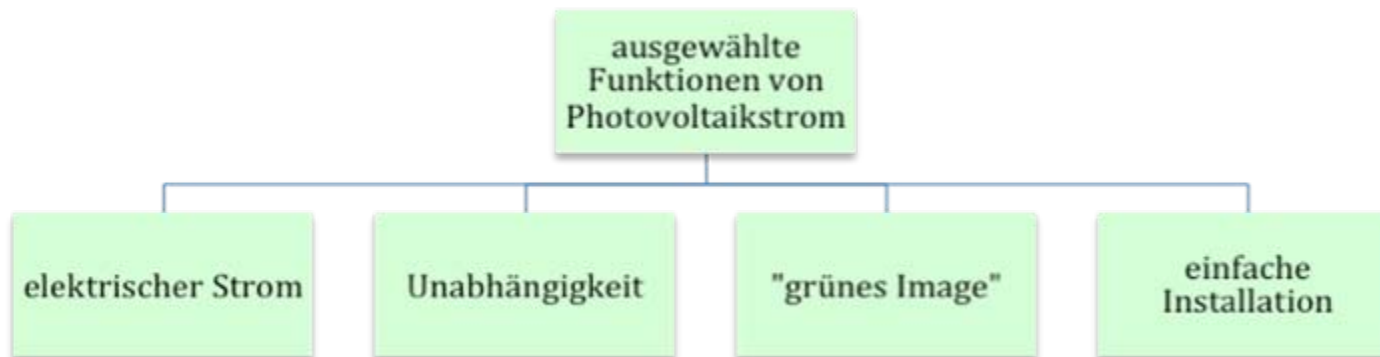 ausgewählte
Funktionen von
Photovoltaikstrom
elektrischer Strom
Unabhängigkeit
"grünes Image"
einfache
Installation